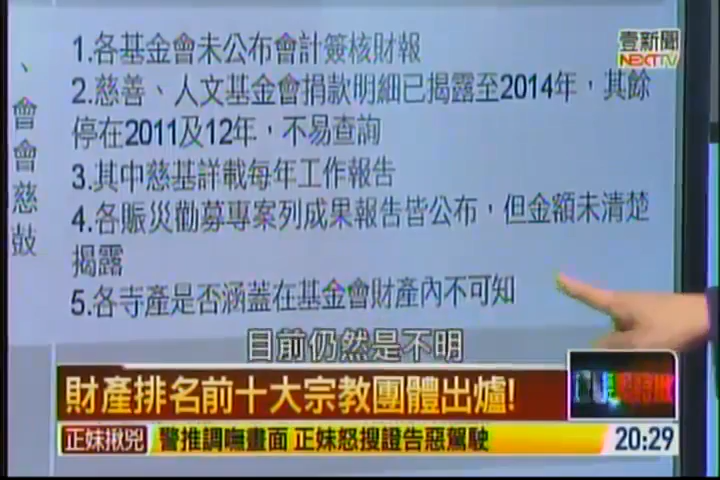 壹新聞
NEXTTV
1.各基金會未公布會計簽核財報
2.慈善、人文基金會捐款明細已揭露至2014年，其餘
停在2011及12年，不易查詢
3.其中慈基詳載每年工作報告
4.各賑災勸募專案列成果報告皆公布，但金額未清楚
揭露
5.各寺產是否涵蓋在基金會財產內不可知
、
會
會
慈
鼓
目前仍然是不明
財產排名前十大宗教團體出爐!
正妹揪兇
警推調嘸畫面 正妹怒搜證告惡駕駛
20:29